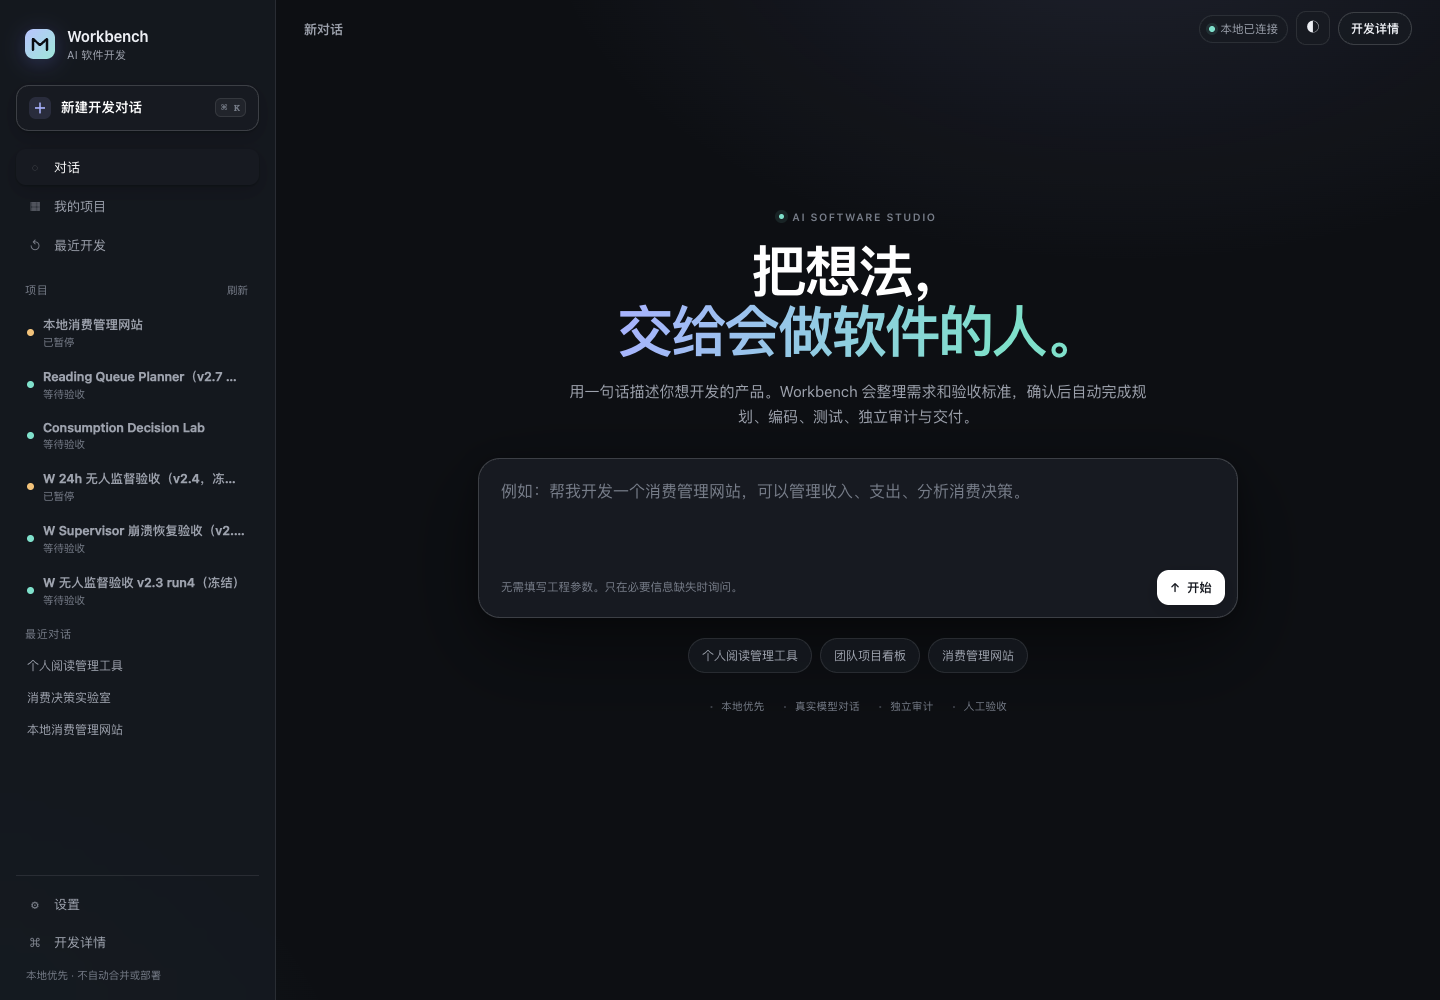 Workbench
AI 软件开发
新建开发对话
⌘ K
对话
我的项目
最近开发
项目
刷新
本地消费管理网站
已暂停
Reading Queue Planner（v2.7 ...
等待验收
Consumption Decision Lab
等待验收
W 24h 无人监督验收（v2.4，冻...
已暂停
W Supervisor 崩溃恢复验收（v2....
等待验收
W 无人监督验收 v2.3 run4（冻结）
等待验收
最近对话
个人阅读管理工具
消费决策实验室
本地消费管理网站
设置
⌘ 开发详情
本地优先 · 不自动合并或部署
新对话
本地已连接
开发详情
AI SOFTWARE STUDIO
把想法，
交给会做软件的人。
用一句话描述你想开发的产品。Workbench 会整理需求和验收标准，确认后自动完成规
划、编码、测试、独立审计与交付。
例如：帮我开发一个消费管理网站，可以管理收入、支出、分析消费决策。
无需填写工程参数。只在必要信息缺失时询问。
↑ 开始
个人阅读管理工具
团队项目看板
消费管理网站
· 本地优先 · 真实模型对话 · 独立审计 · 人工验收